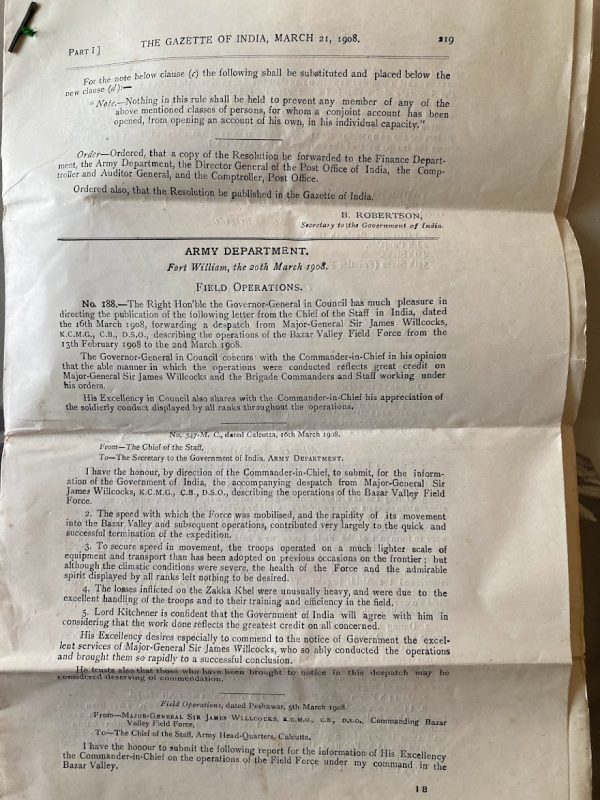 PART I]
THE GAZETTE OF INDIA, MARCH 21, 1908.
219
For the note below clause (c) the following shall be substituted and placed below the
new clause (d):—
"Note.—Nothing in this rule shall be held to prevent any member of any of the
above mentioned classes of persons, for whom a conjoint account has been
opened, from opening an account of his own, in his individual capacity."
Order—Ordered, that a copy of the Resolution be forwarded to the Finance Depart-
ment, the Army Department, the Director General of the Post Office of India, the Comp-
troller and Auditor General, and the Comptroller, Post Office.
Ordered also, that the Resolution be published in the Gazette of India.
B. ROBERTSON,
Secretary to the Government of India.
ARMY DEPARTMENT.
Fort William, the 20th March 1908.
FIELD OPERATIONS.
No. 188.—The Right Hon'ble the Governor-General in Council has much pleasure in
directing the publication of the following letter from the Chief of the Staff in India, dated
the 16th March 1908, forwarding a despatch from Major-General Sir James Willcocks,
K.C.M.G., C.B., D.S.O., describing the operations of the Bazar Valley Field Force from the
13th February 1908 to the 2nd March 1908.
The Governor-General in Council concurs with the Commander-in-Chief in his opinion
that the able manner in which the operations were conducted reflects great credit on
Major-General Sir James Willcocks and the Brigade Commanders and Staff working under
his orders.
His Excellency in Council also shares with the Commander-in-Chief his appreciation of
the soldierly conduct displayed by all ranks throughout the operations.
No. 347-M. C., dated Calcutta, 16th March 1908.
From—The Chief of the Staff,
To—The Secretary to the Government of India, ARMY DEPARTMENT.
I have the honour, by direction of the Commander-in-Chief, to submit, for the inform-
ation of the Government of India, the accompanying despatch from Major-General Sir
James Willcocks, K.C.M.G., C.B., D.S.O., describing the operations of the Bazar Valley Field
Force.
2. The speed with which the Force was mobilised, and the rapidity of its movement
into the Bazar Valley and subsequent operations, contributed very largely to the quick and
successful termination of the expedition.
3. To secure speed in movement, the troops operated on a much lighter scale of
equipment and transport than has been adopted on previous occasions on the frontier; but
although the climatic conditions were severe, the health of the Force and the admirable
spirit displayed by all ranks left nothing to be desired.
4. The losses inflicted on the Zakka Khel were unusually heavy, and were due to the
excellent handling of the troops and to their training and efficiency in the field.
5. Lord Kitchener is confident that the Government of India will agree with him in
considering that the work done reflects the greatest credit on all concerned.
His Excellency desires especially to commend to the notice of Government the excel-
lent services of Major-General Sir James Willcocks, who so ably conducted the operations
and brought them so rapidly to a successful conclusion.
He trusts also that those who have been brought to notice in this despatch may be
considered deserving of commendation.
Field Operations, dated Peshawar, 5th March 1908.
From—MAJOR-GENERAL SIR JAMES WILLCOCKS, K.C.M.G., C.B., D.S.O., Commanding Bazar
Valley Field Force,
To—The Chief of the Staff, Army Head-Quarters, Calcutta.
I have the honour to submit the following report for the information of His Excellency
the Commander-in-Chief on the operations of the Field Force under my command in the
Bazar Valley.
1 B